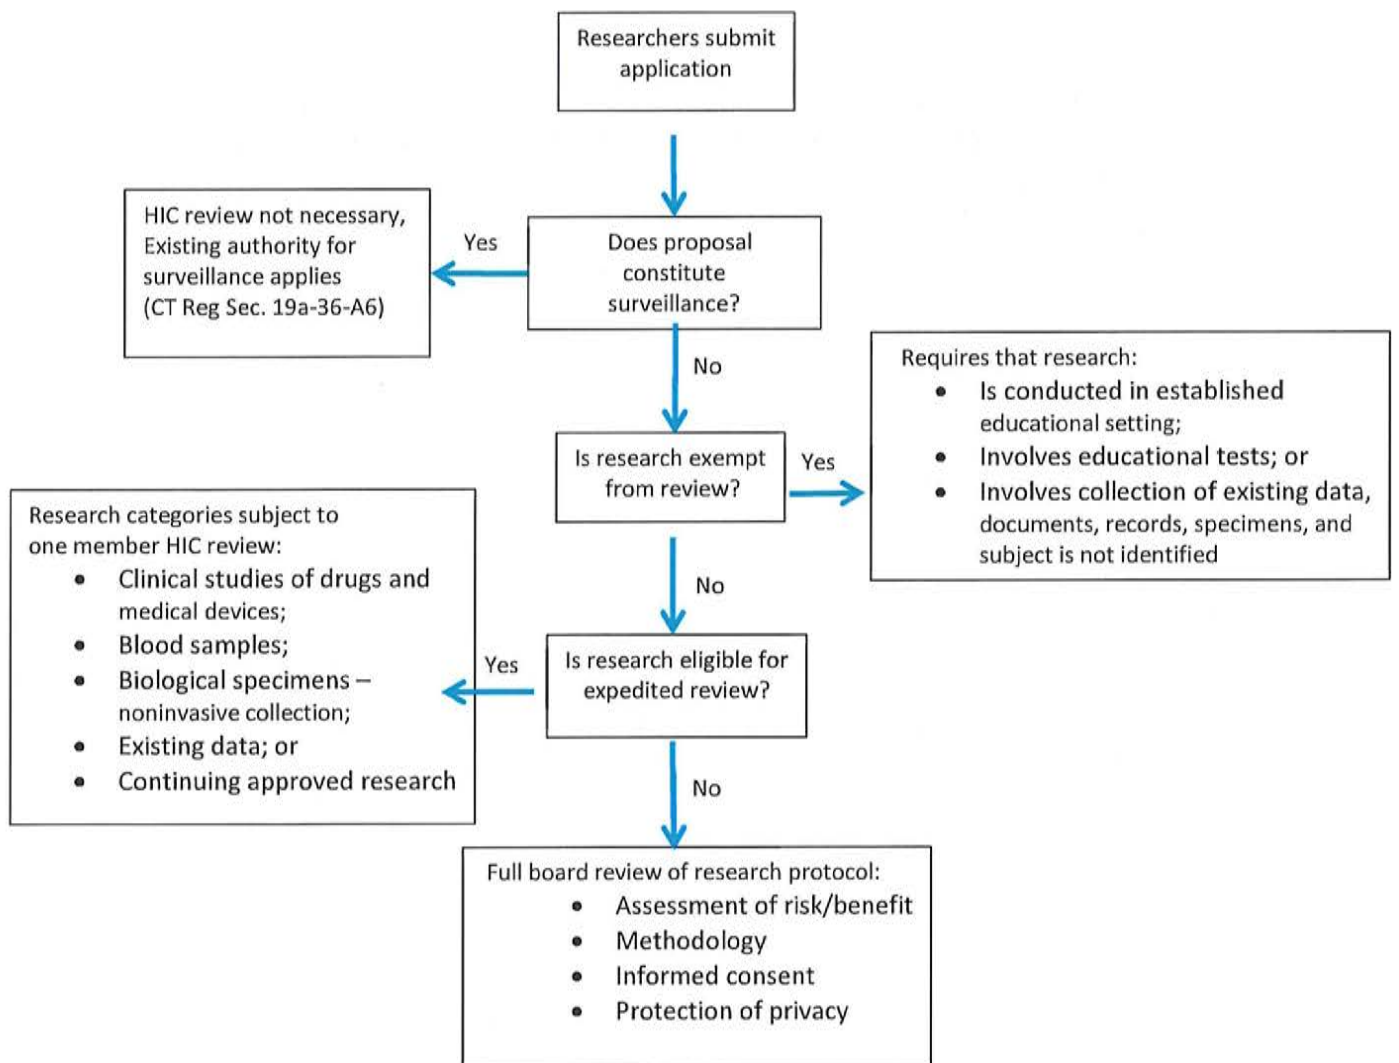 Researchers submit
application
HIC review not necessary,
Existing authority for
surveillance applies
(CT Reg Sec. 19a-36-A6)
Yes
Does proposal
constitute
surveillance?
No
Requires that research:
• Is conducted in established
educational setting;
• Involves educational tests; or
• Involves collection of existing data,
documents, records, specimens, and
subject is not identified
Is research exempt
from review?
Yes
No
Research categories subject to
one member HIC review:
• Clinical studies of drugs and
medical devices;
• Blood samples;
• Biological specimens –
noninvasive collection;
• Existing data; or
• Continuing approved research
Yes
Is research eligible for
expedited review?
No
Full board review of research protocol:
• Assessment of risk/benefit
• Methodology
• Informed consent
• Protection of privacy